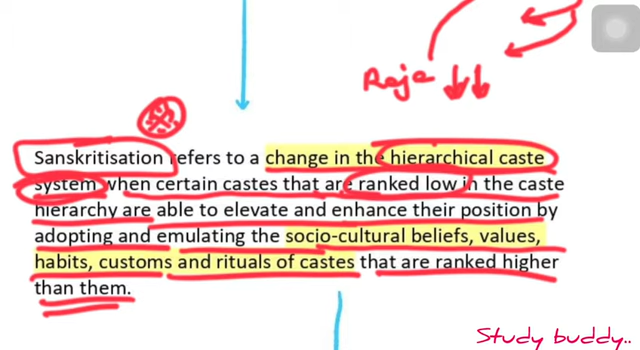 Raja
Sanskritisation refers to a change in the hierarchical caste
system when certain castes that are ranked low in the caste
hierarchy are able to elevate and enhance their position by
adopting and emulating the socio-cultural beliefs, values,
habits, customs and rituals of castes that are ranked higher
than them.
Study buddy..